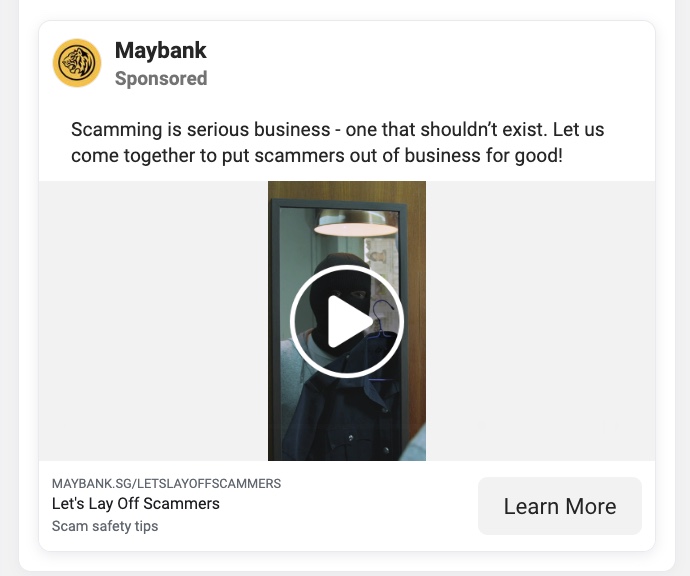 Maybank
Sponsored
Scamming is serious business - one that shouldn’t exist. Let us
come together to put scammers out of business for good!
MAYBANK.SG/LETSLAYOFFSCAMMERS
Let's Lay Off Scammers
Scam safety tips
Learn More